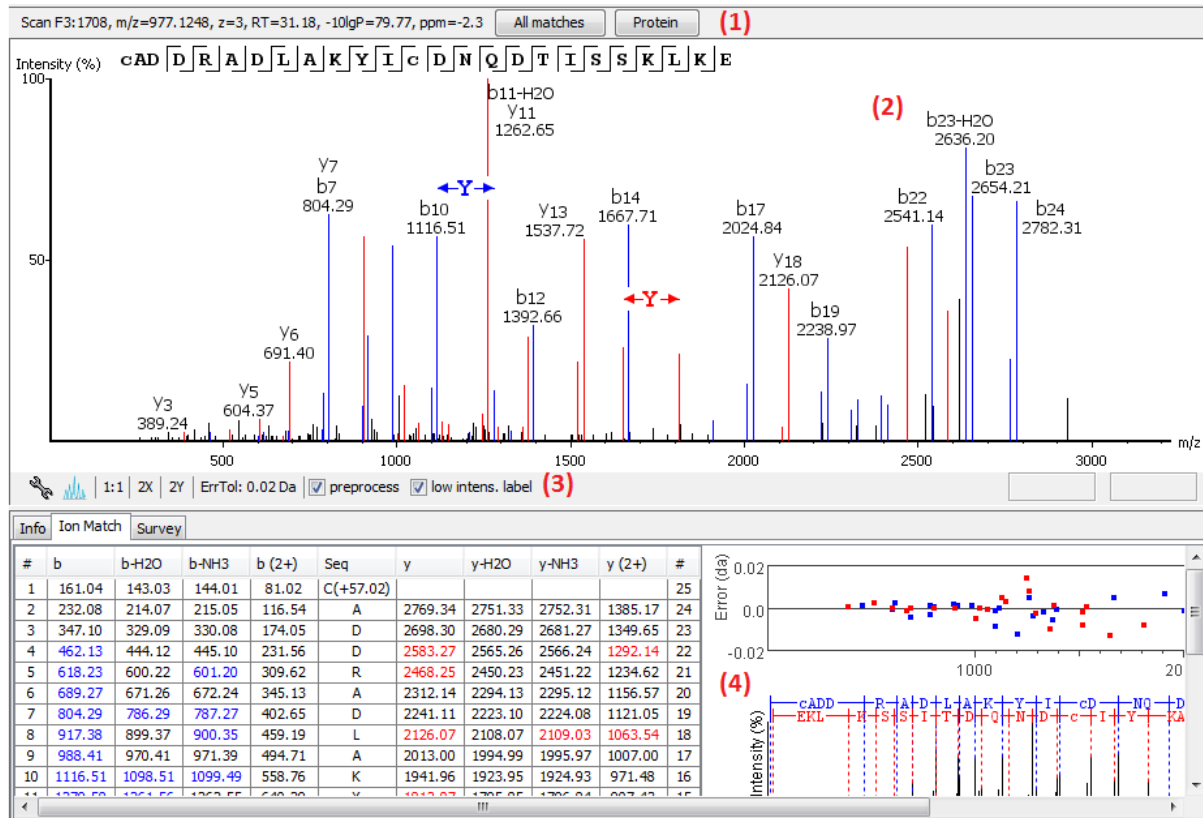 Scan F3:1708, m/z=977.1248, z=3, RT=31.18, -10lgP=79.77, ppm=-2.3 All matches Protein (1)
Intensity (%) cAD D R A D L A K Y I c D N Q D T I S S K L K E
100
50
b11-H2O
y11
1262.65
(2)
b23-H2O
2636.20
y7
b7
804.29
Y
b10
1116.51
y13
1537.72
b14
1667.71
b17
2024.84
b22
2541.14
b23
2654.21
b24
2782.31
Y
y18
2126.07
b12
1392.66
b19
2238.97
y6
691.40
y5
604.37
y3
389.24
500 1000 1500 2000 2500 3000 m/z
1:1 2X 2Y ErrTol: 0.02 Da preprocess low intens. label (3)
Info Ion Match Survey
# b b-H2O b-NH3 b (2+) Seq y y-H2O y-NH3 y (2+) #
1 161.04 143.03 144.01 81.02 C(+57.02) 25
2 232.08 214.07 215.05 116.54 A 2769.34 2751.33 2752.31 1385.17 24
3 347.10 329.09 330.08 174.05 D 2698.30 2680.29 2681.27 1349.65 23
4 462.13 444.12 445.10 231.56 D 2583.27 2565.26 2566.24 1292.14 22
5 618.23 600.22 601.20 309.62 R 2468.25 2450.23 2451.22 1234.62 21
6 689.27 671.26 672.24 345.13 A 2312.14 2294.13 2295.12 1156.57 20
7 804.29 786.29 787.27 402.65 D 2241.11 2223.10 2224.08 1121.05 19
8 917.38 899.37 900.35 459.19 L 2126.07 2108.07 2109.03 1063.54 18
9 988.41 970.41 971.39 494.71 A 2013.00 1994.99 1995.97 1007.00 17
10 1116.51 1098.51 1099.49 558.76 K 1941.96 1923.95 1924.93 971.48 16
Error (da)
0.02
0.0
-0.02
1000 20
(4)
Intensity (%)
cADD R A D L A K Y I cD NQ D
EKL K S S I T D Q N D c I Y KA